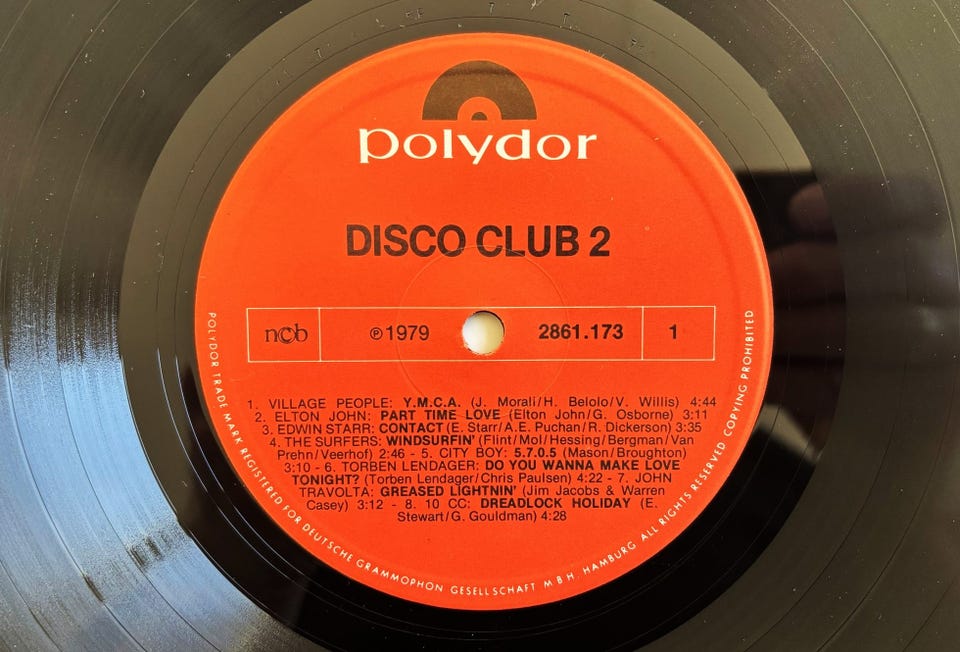 polydor
DISCO CLUB 2
ncb ℗1979 2861.173 1
1. VILLAGE PEOPLE: Y.M.C.A. (J. Morali/H. Belolo/V. Willis) 4:44
2. ELTON JOHN: PART TIME LOVE (Elton John/G. Osborne) 3:11
3. EDWIN STARR: CONTACT (E. Starr/A.E. Puchan/R. Dickerson) 3:35
4. THE SURFERS: WINDSURFIN' (Flint/Mol/Hessing/Bergman/Van
Prehn/Veerhof) 2:46 - 5. CITY BOY: 5.7.0.5 (Mason/Broughton)
3:10 - 6. TORBEN LENDAGER: DO YOU WANNA MAKE LOVE
TONIGHT? (Torben Lendager/Chris Paulsen) 4:22 - 7. JOHN
TRAVOLTA: GREASED LIGHTNIN' (Jim Jacobs & Warren
Casey) 3:12 - 8. 10 CC: DREADLOCK HOLIDAY (E.
Stewart/G. Gouldman) 4:28
POLYDOR TRADE MARK REGISTERED FOR DEUTSCHE GRAMMOPHON GESELLSCHAFT M B H. HAMBURG ALL RIGHTS RESERVED COPYING PROHIBITED